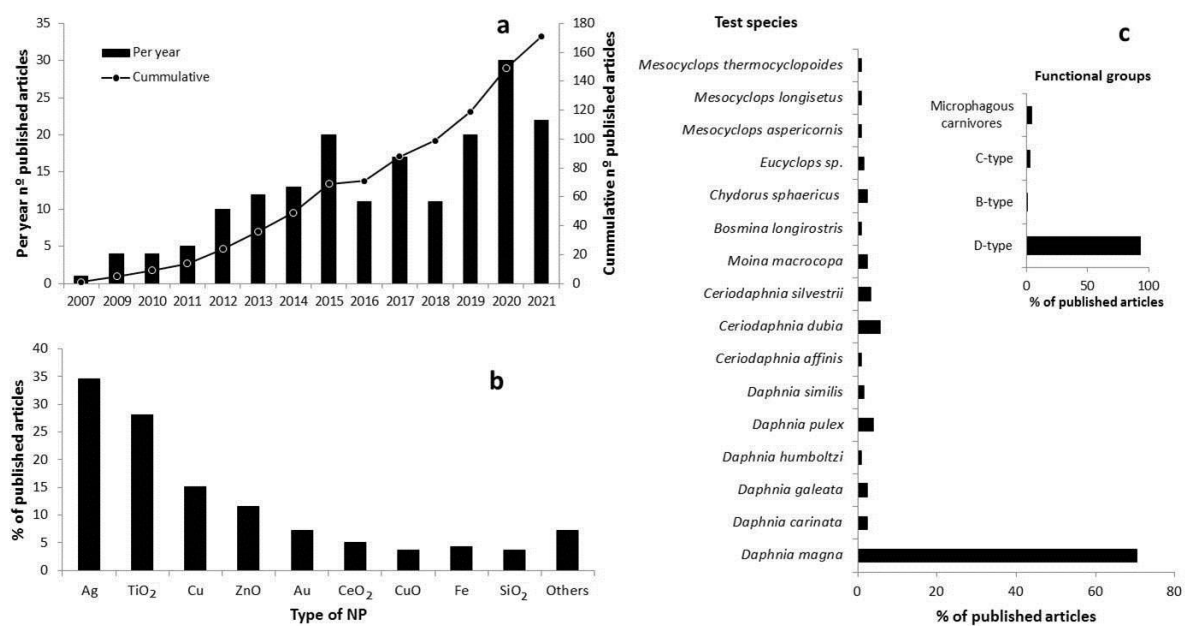 a
Per year nº published articles
35
30
25
20
15
10
5
0
Per year
Cummulative
180
160
140
120
100
80
60
40
20
0
Cummulative nº published articles
2007 2009 2010 2011 2012 2013 2014 2015 2016 2017 2018 2019 2020 2021
b
% of published articles
40
35
30
25
20
15
10
5
0
Ag TiO₂ Cu ZnO Au CeO₂ CuO Fe SiO₂ Others
Type of NP
Test species
c
Mesocyclops thermocyclopoides
Mesocyclops longisetus
Mesocyclops aspericornis
Eucyclops sp.
Chydorus sphaericus
Bosmina longirostris
Moina macrocopa
Ceriodaphnia silvestrii
Ceriodaphnia dubia
Ceriodaphnia affinis
Daphnia similis
Daphnia pulex
Daphnia humboltzi
Daphnia galeata
Daphnia carinata
Daphnia magna
0 20 40 60 80
% of published articles
Functional groups
Microphagous
carnivores
C-type
B-type
D-type
0 50 100
% of published articles